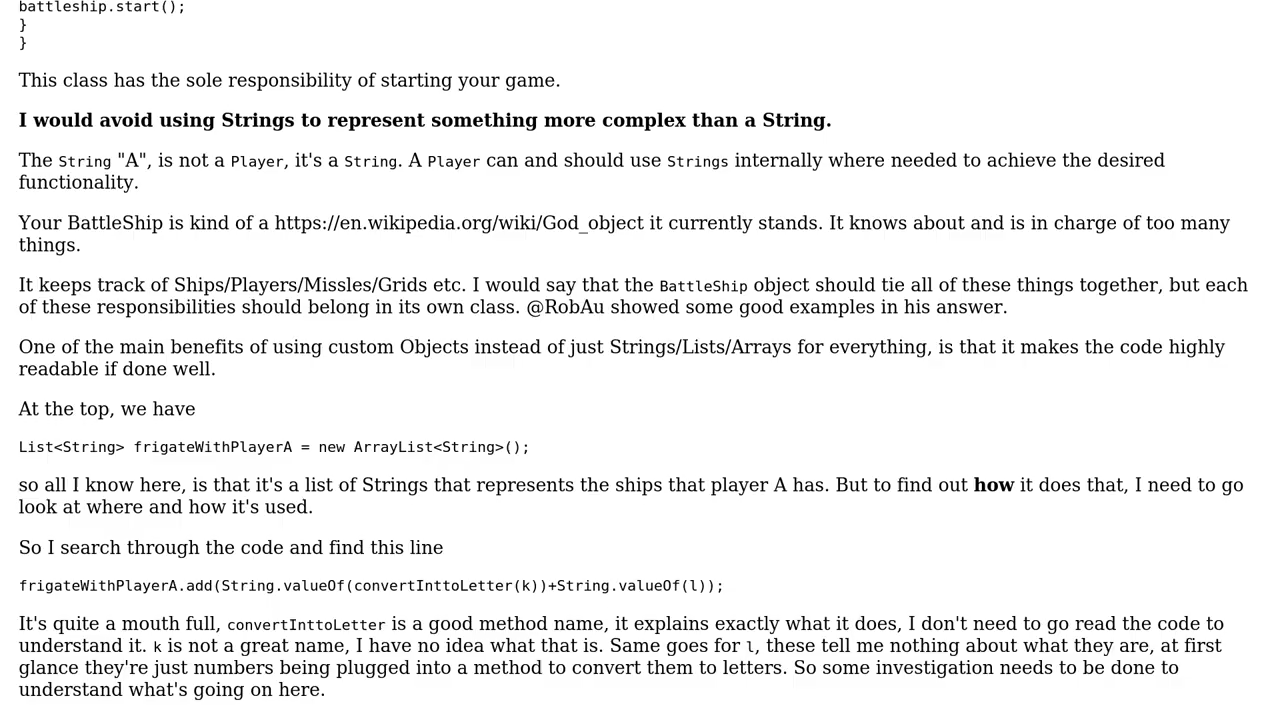 battleship.start();
}
}
This class has the sole responsibility of starting your game.
I would avoid using Strings to represent something more complex than a String.
The String "A", is not a Player, it's a String. A Player can and should use Strings internally where needed to achieve the desired
functionality.
Your BattleShip is kind of a https://en.wikipedia.org/wiki/God_object it currently stands. It knows about and is in charge of too many
things.
It keeps track of Ships/Players/Missles/Grids etc. I would say that the BattleShip object should tie all of these things together, but each
of these responsibilities should belong in its own class. @RobAu showed some good examples in his answer.
One of the main benefits of using custom Objects instead of just Strings/Lists/Arrays for everything, is that it makes the code highly
readable if done well.
At the top, we have
List<String> frigateWithPlayerA = new ArrayList<String>();
so all I know here, is that it's a list of Strings that represents the ships that player A has. But to find out how it does that, I need to go
look at where and how it's used.
So I search through the code and find this line
frigateWithPlayerA.add(String.valueOf(convertInttoLetter(k))+String.valueOf(l));
It's quite a mouth full, convertInttoLetter is a good method name, it explains exactly what it does, I don't need to go read the code to
understand it. k is not a great name, I have no idea what that is. Same goes for l, these tell me nothing about what they are, at first
glance they're just numbers being plugged into a method to convert them to letters. So some investigation needs to be done to
understand what's going on here.